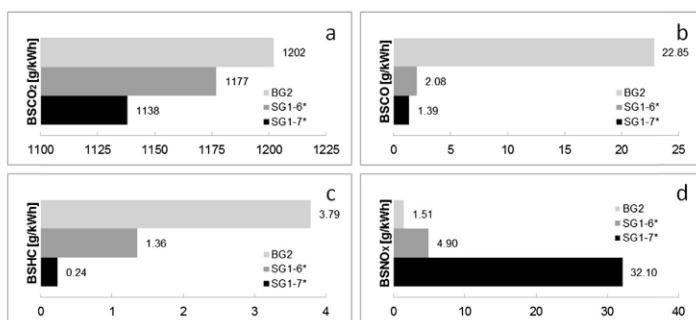 a
BSCO₂ [g/kWh]
1202
1177
1138
BG2
SG1-6*
SG1-7*
1100 1125 1150 1175 1200 1225
b
BSCO [g/kWh]
22.85
2.08
1.39
BG2
SG1-6*
SG1-7*
0 5 10 15 20 25
c
BSHC [g/kWh]
3.79
1.36
0.24
BG2
SG1-6*
SG1-7*
0 1 2 3 4
d
BSNOX [g/kWh]
1.51
4.90
32.10
BG2
SG1-6*
SG1-7*
0 10 20 30 40